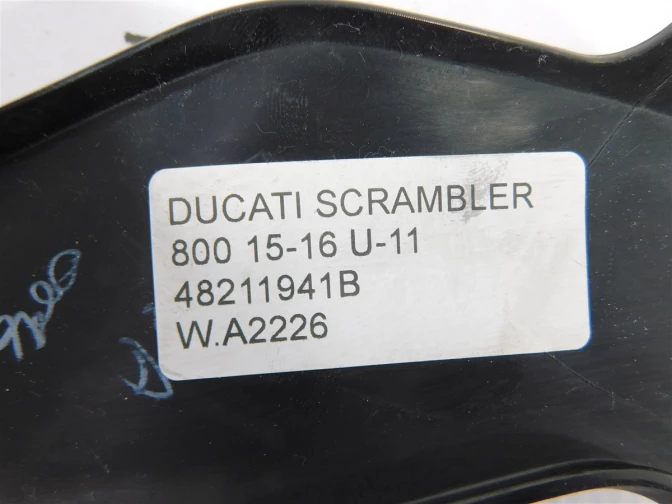 DUCATI SCRAMBLER
800 15-16 U-11
48211941B
W.A2226